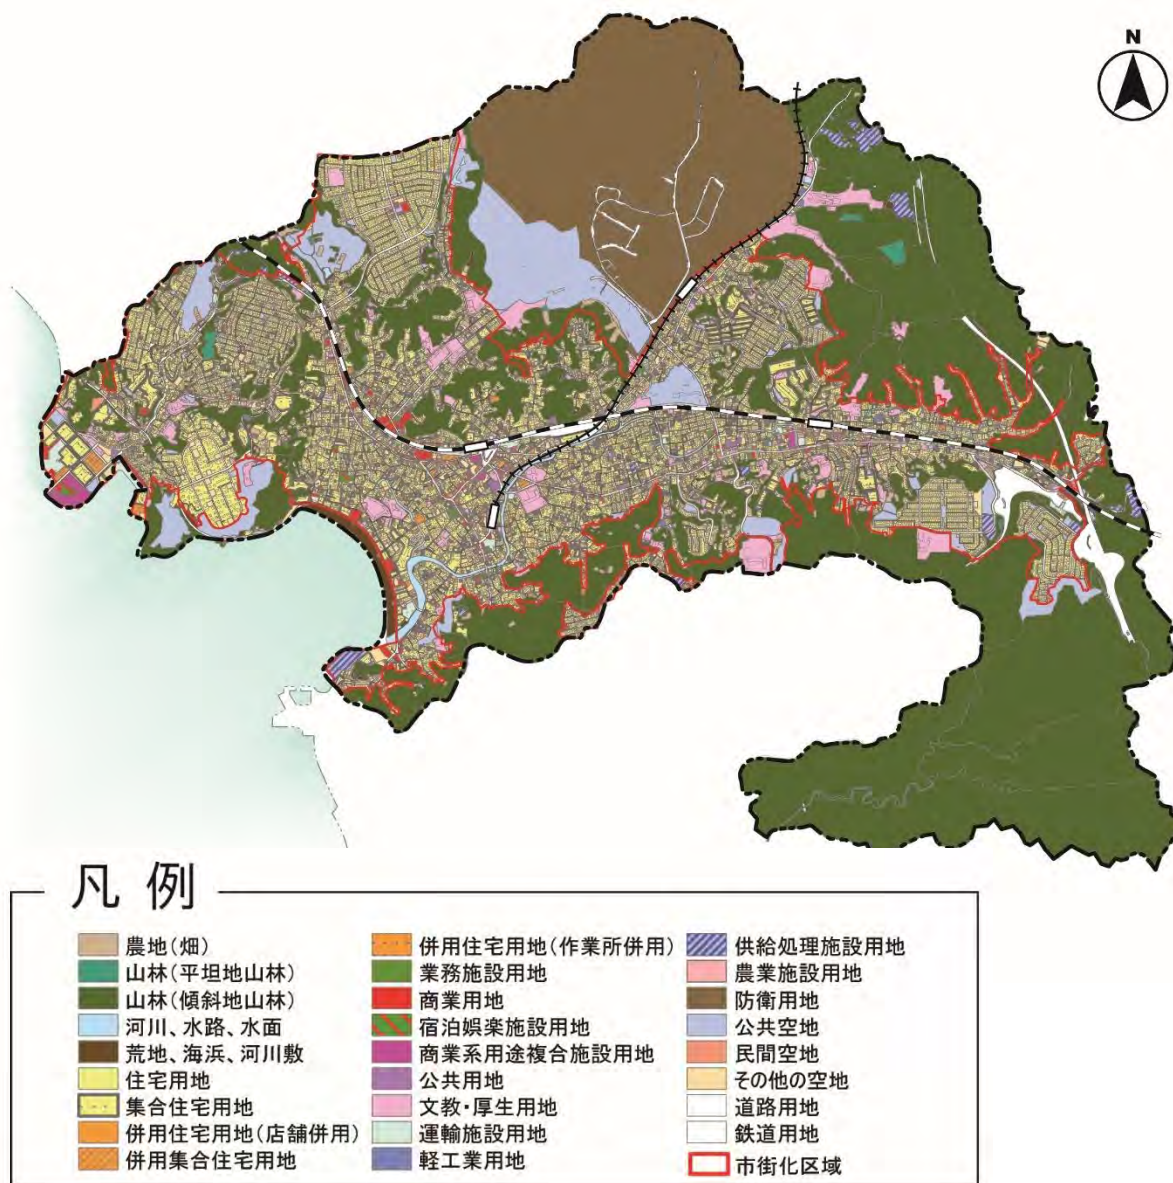 N
凡例
農地(畑)
山林(平坦地山林)
山林(傾斜地山林)
河川、水路、水面
荒地、海浜、河川敷
住宅用地
集合住宅用地
併用住宅用地(店舗併用)
併用集合住宅用地
併用住宅用地(作業所併用)
業務施設用地
商業用地
宿泊娯楽施設用地
商業系用途複合施設用地
公共用地
文教・厚生用地
運輸施設用地
軽工業用地
供給処理施設用地
農業施設用地
防衛用地
公共空地
民間空地
その他の空地
道路用地
鉄道用地
市街化区域